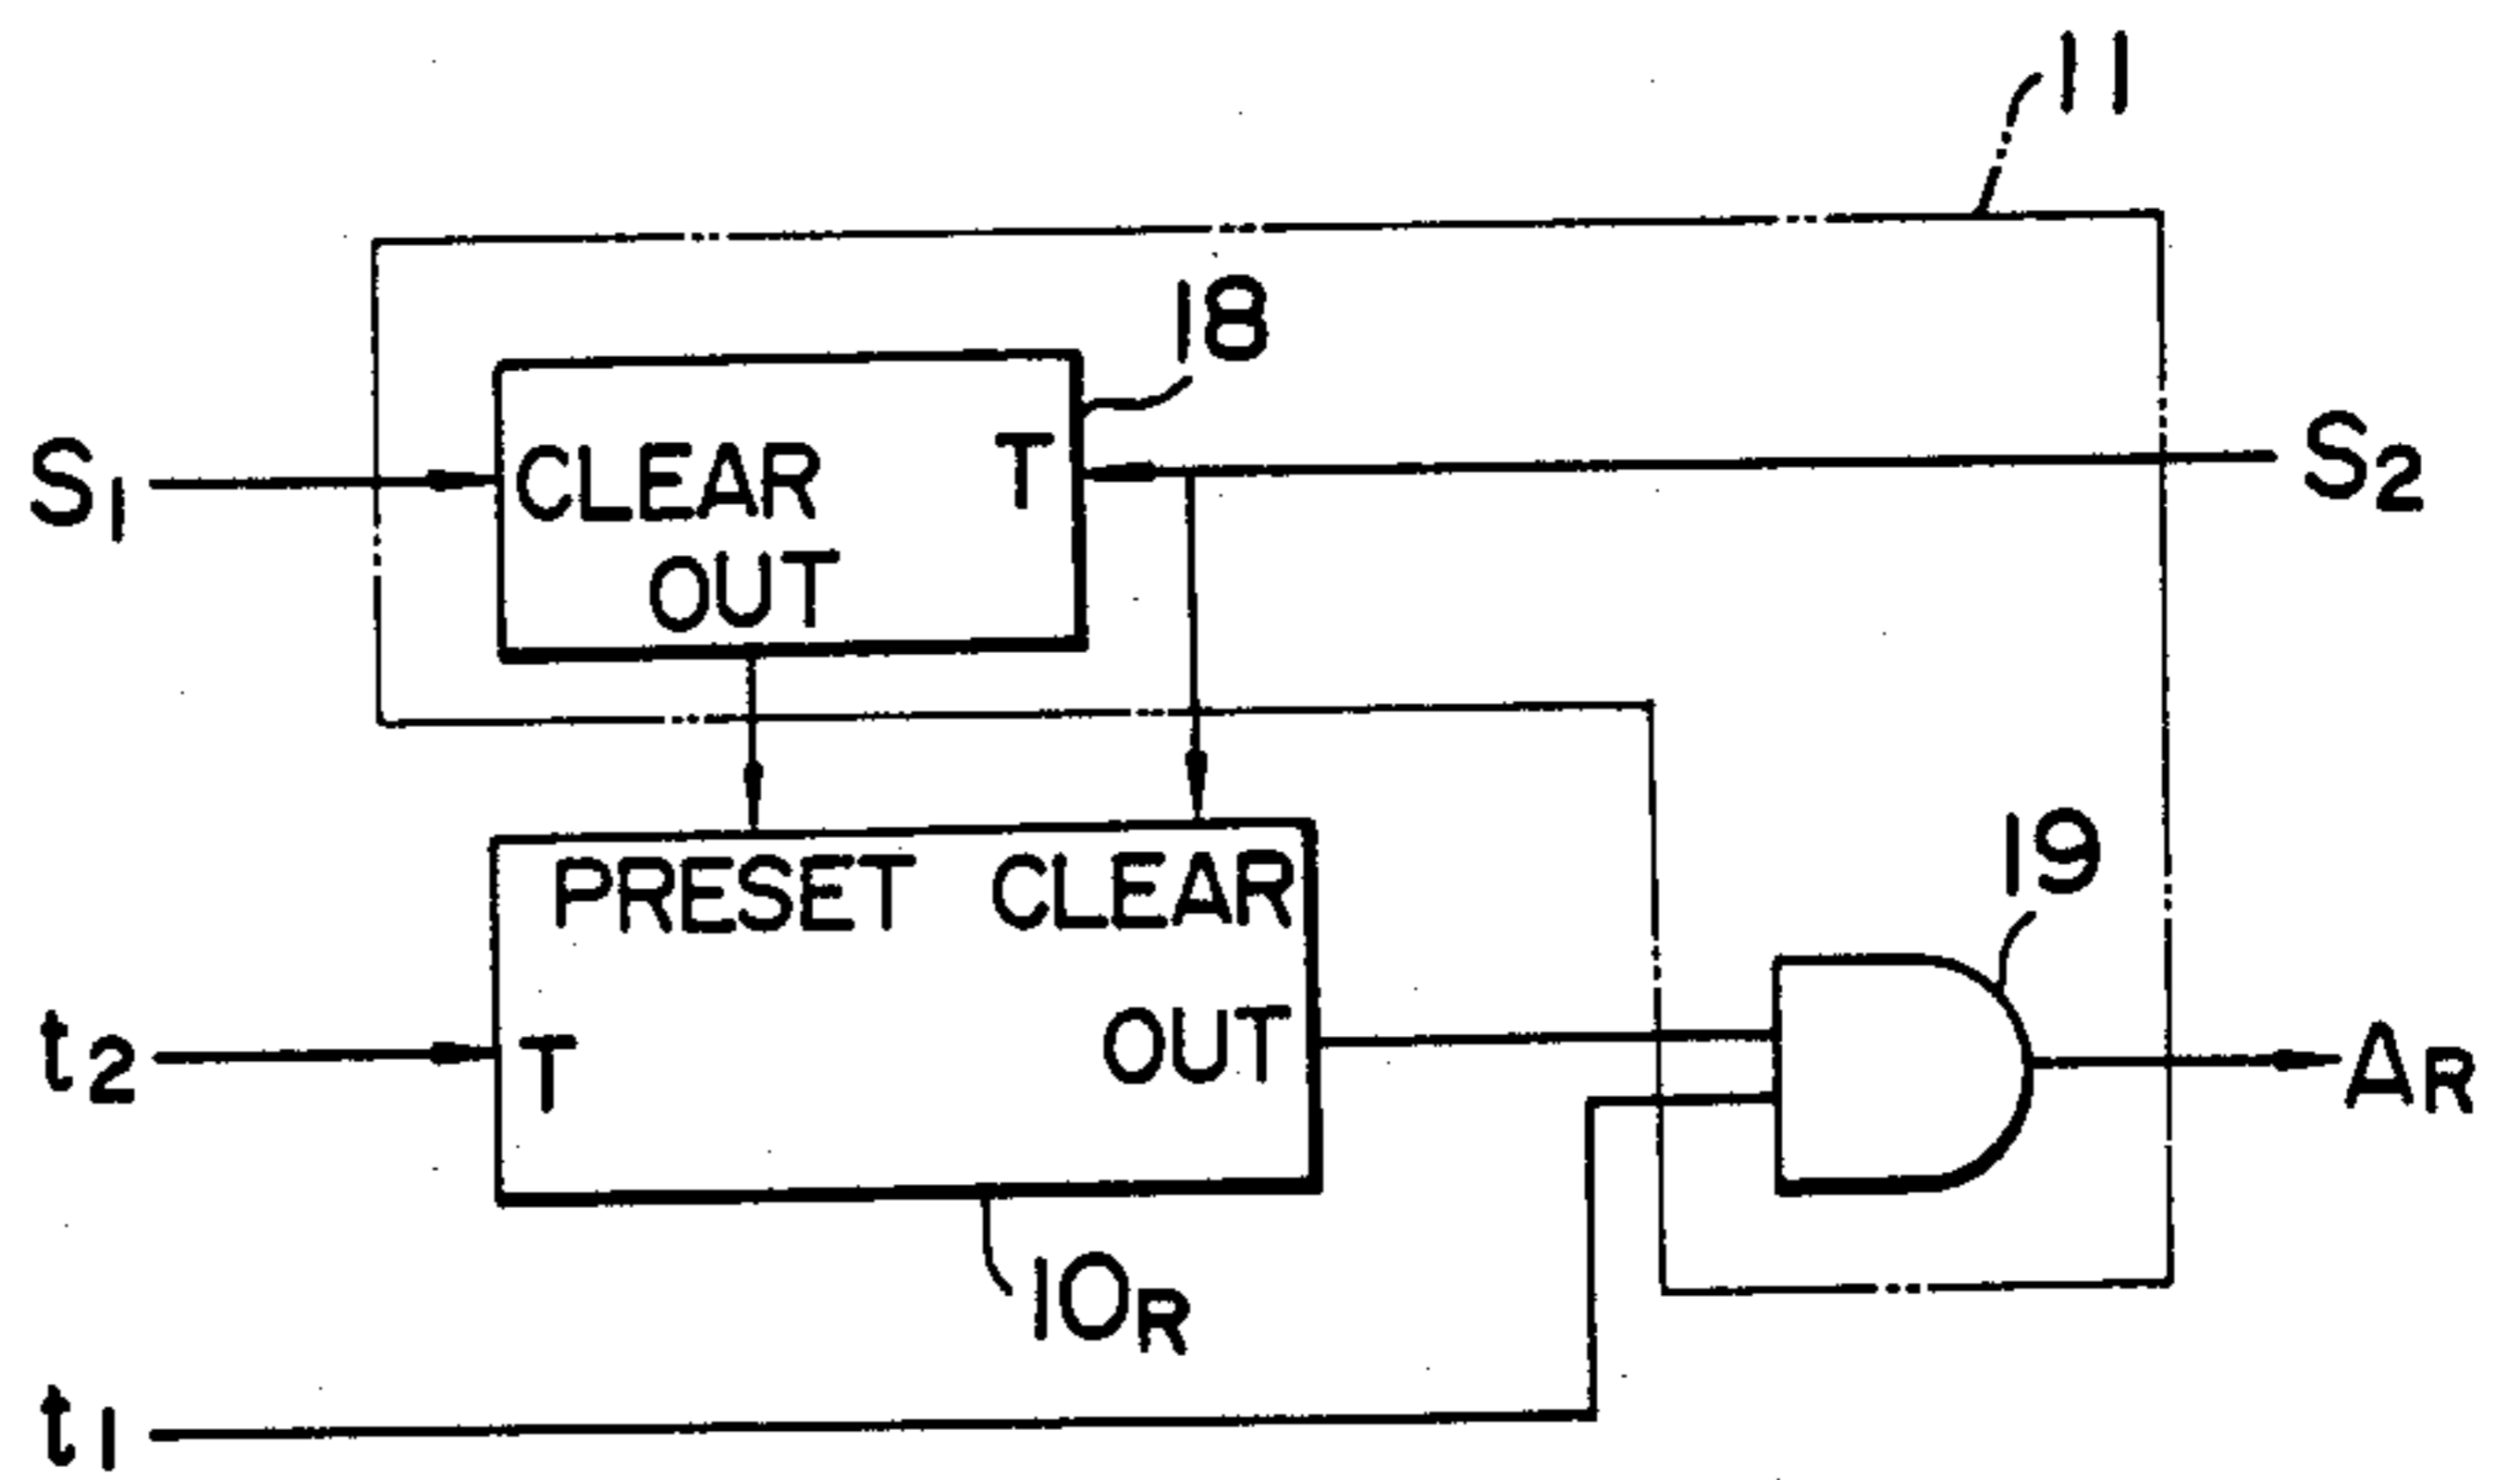 11
18
S1 CLEAR T S2
OUT
PRESET CLEAR 19
t2 T OUT AR
10R
t1